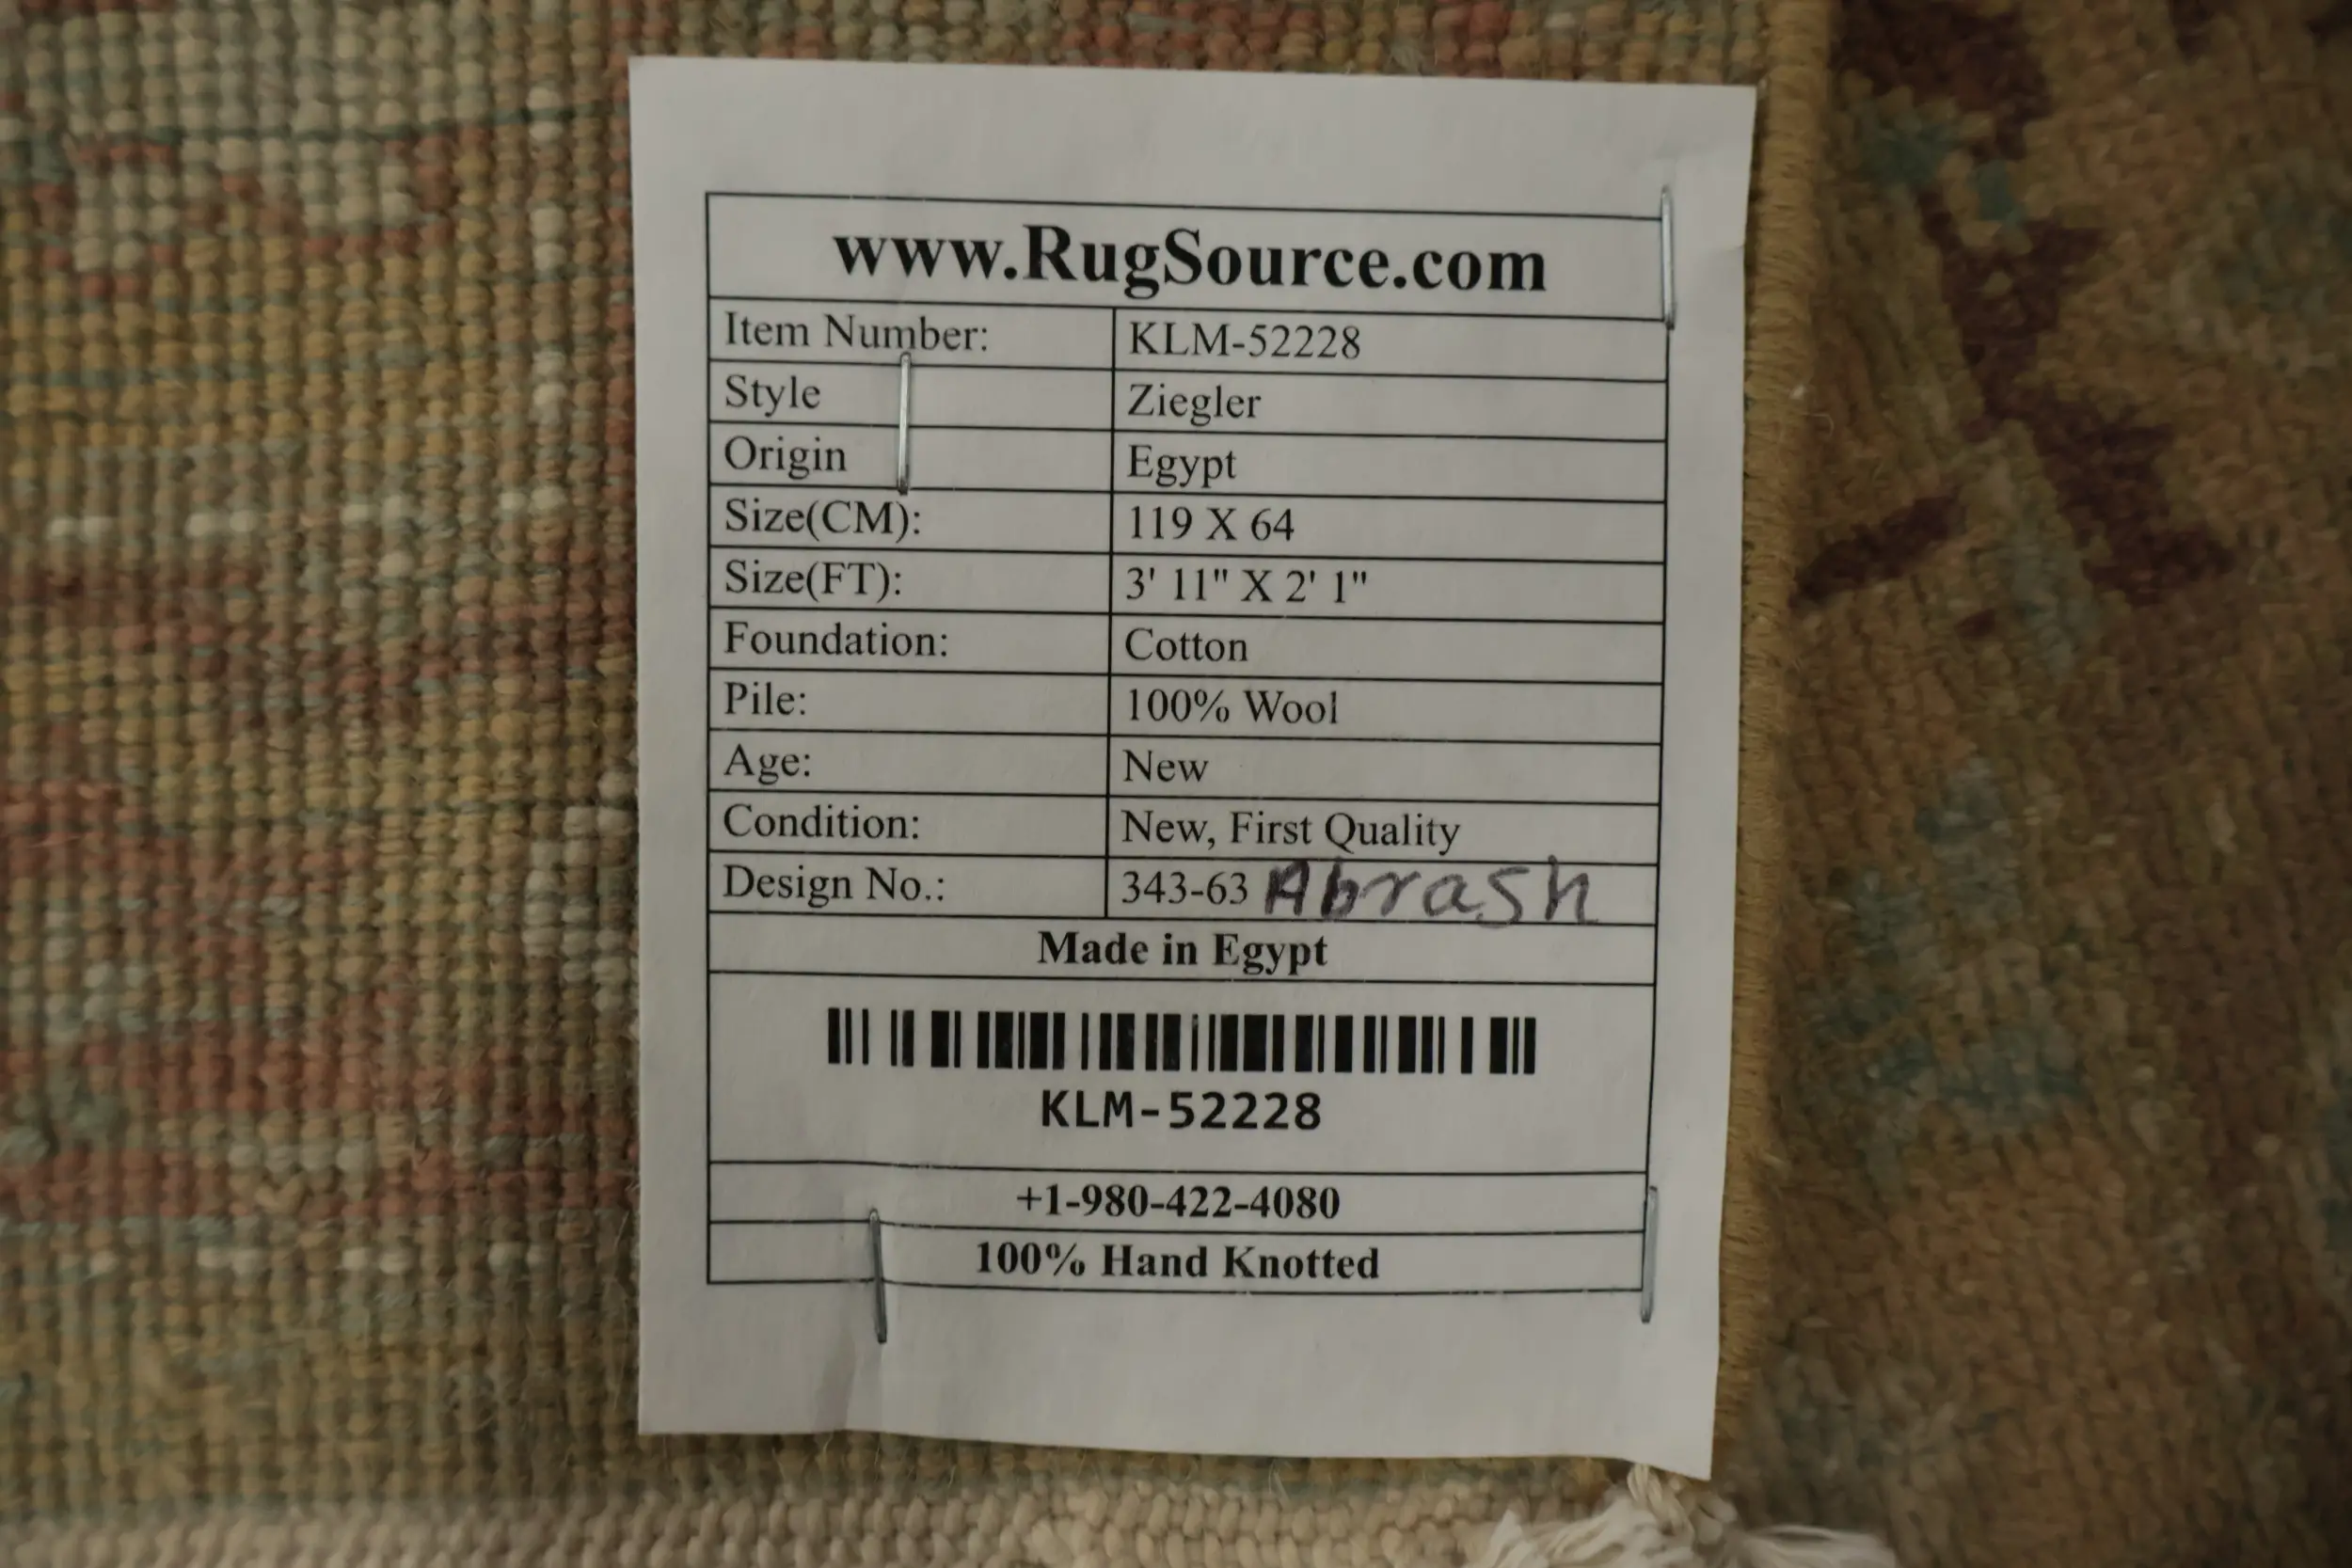 www.RugSource.com
Item Number: KLM-52228
Style Ziegler
Origin Egypt
Size(CM): 119 X 64
Size(FT): 3' 11" X 2' 1"
Foundation: Cotton
Pile: 100% Wool
Age: New
Condition: New, First Quality
Design No.: 343-63 Abrash
Made in Egypt
KLM-52228
+1-980-422-4080
100% Hand Knotted